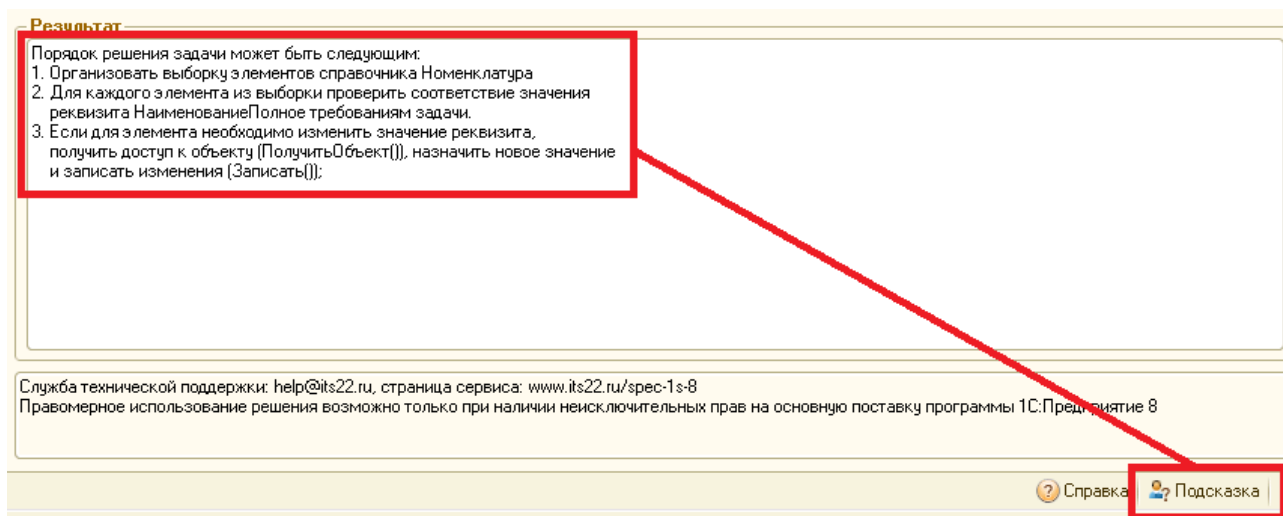 Результат
Порядок решения задачи может быть следующим:
1. Организовать выборку элементов справочника Номенклатура
2. Для каждого элемента из выборки проверить соответствие значения
реквизита НаименованиеПолное требованиям задачи.
3. Если для элемента необходимо изменить значение реквизита,
получить доступ к объекту (ПолучитьОбъект()), назначить новое значение
и записать изменения (Записать());
Служба технической поддержки: help@its22.ru, страница сервиса: www.its22.ru/spec-1s-8
Правомерное использование решения возможно только при наличии неисключительных прав на основную поставку программы 1С:Предприятие 8
Справка Подсказка